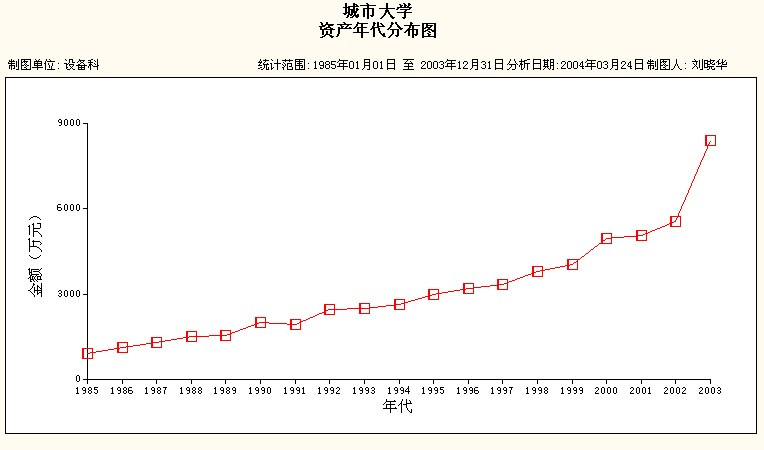 城市大学
资产年代分布图
制图单位: 设备科 统计范围:1985年01月01日 至 2003年12月31日分析日期:2004年03月24日制图人: 刘晓华
9000
6000
3000
0
金额（万元）
1985 1986 1987 1988 1989 1990 1991 1992 1993 1994 1995 1996 1997 1998 1999 2000 2001 2002 2003
年代